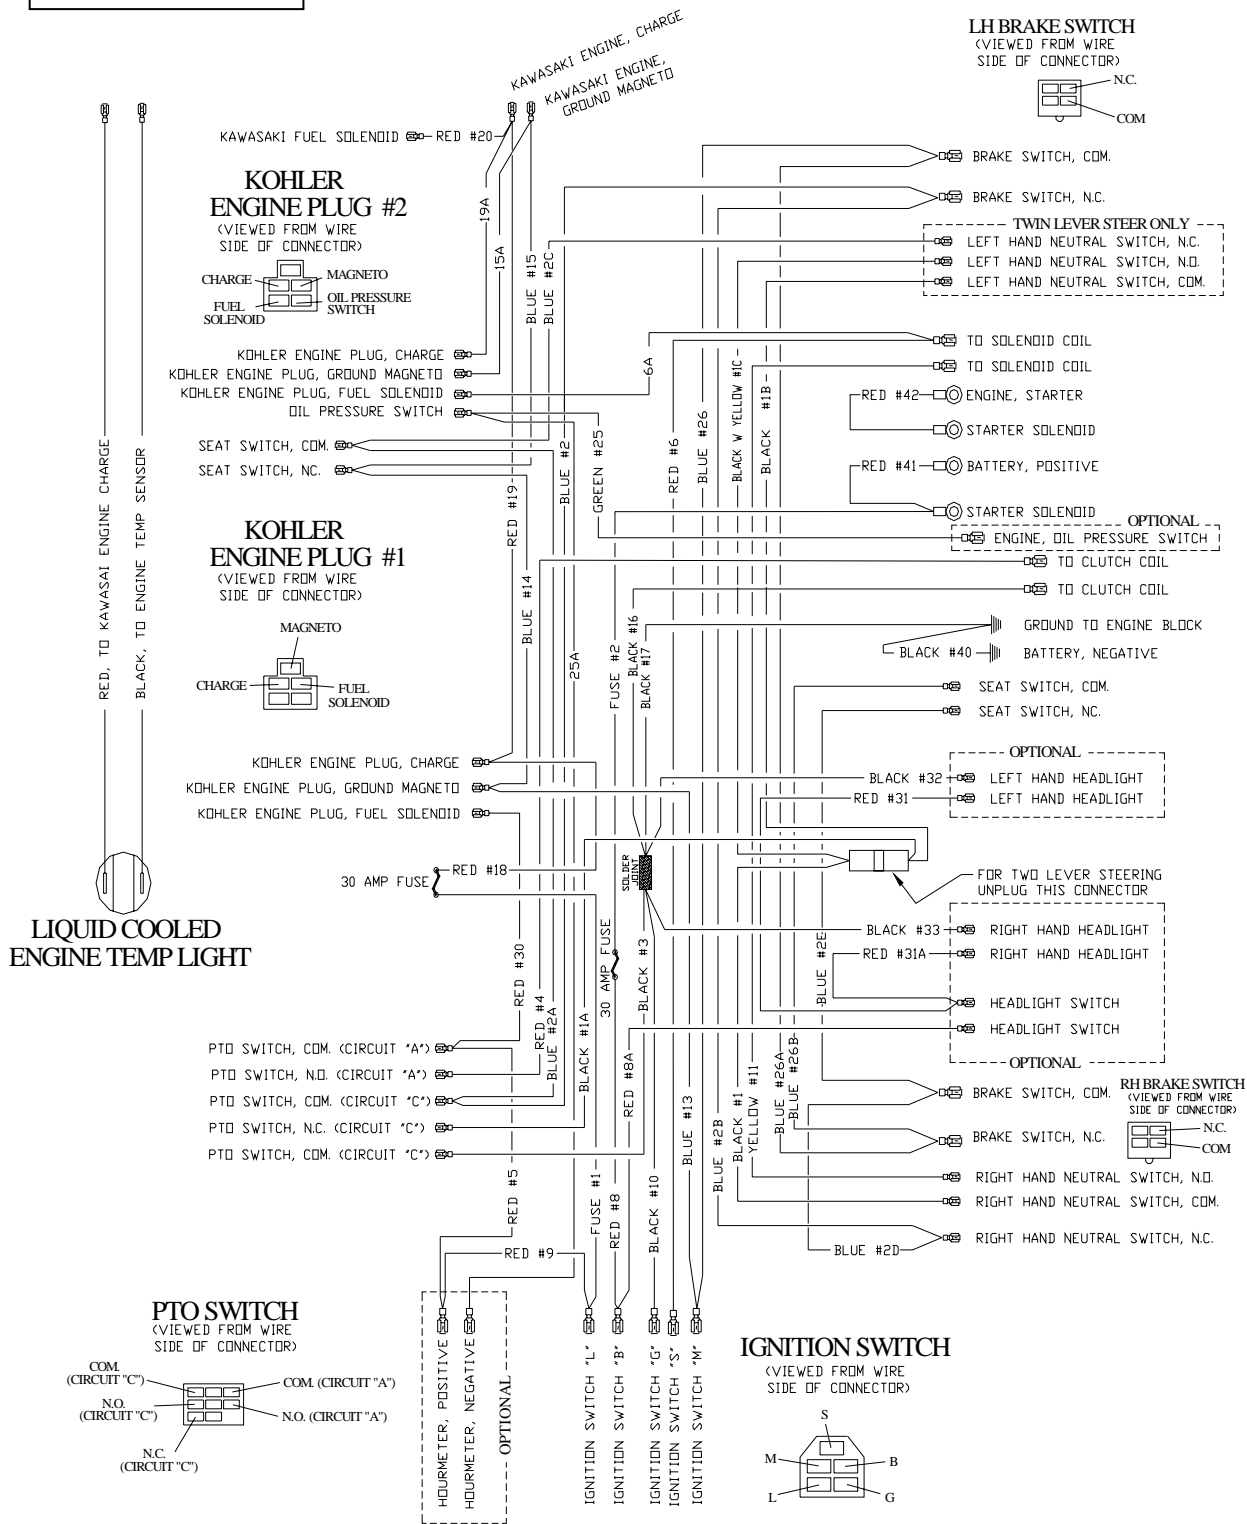 KAWASAKI ENGINE, CHARGE
KAWASAKI ENGINE,
GROUND MAGNETO
KAWASAKI FUEL SOLENOID
RED #20
KOHLER
ENGINE PLUG #2
(VIEWED FROM WIRE
SIDE OF CONNECTOR)
CHARGE
MAGNETO
FUEL
SOLENOID
OIL PRESSURE
SWITCH
19A
15A
BLUE #15
BLUE #2C
KOHLER ENGINE PLUG, CHARGE
KOHLER ENGINE PLUG, GROUND MAGNETO
KOHLER ENGINE PLUG, FUEL SOLENOID
OIL PRESSURE SWITCH
SEAT SWITCH, COM.
SEAT SWITCH, NC.
KOHLER
ENGINE PLUG #1
(VIEWED FROM WIRE
SIDE OF CONNECTOR)
MAGNETO
CHARGE
FUEL
SOLENOID
RED, TO KAWASAI ENGINE CHARGE
BLACK, TO ENGINE TEMP SENSOR
LIQUID COOLED
ENGINE TEMP LIGHT
RED #19
BLUE #14
BLUE #2
GREEN #25
25A
FUSE #2
6A
RED #6
BLUE #26
BLACK W YELLOW #1C
BLACK #1B
BLACK #16
BLACK #17
KOHLER ENGINE PLUG, CHARGE
KOHLER ENGINE PLUG, GROUND MAGNETO
KOHLER ENGINE PLUG, FUEL SOLENOID
30 AMP FUSE
RED #18
SOLDER
JOINT
30 AMP FUSE
RED #30
RED #4
BLUE #2A
BLACK #1A
BLACK #3
RED #8A
PTO SWITCH, COM. (CIRCUIT "A")
PTO SWITCH, N.O. (CIRCUIT "A")
PTO SWITCH, COM. (CIRCUIT "C")
PTO SWITCH, N.C. (CIRCUIT "C")
PTO SWITCH, COM. (CIRCUIT "C")
RED #5
RED #9
FUSE #1
RED #8
BLACK #10
BLUE #13
BLUE #2B
BLACK #1
YELLOW #11
BLUE #26A
BLUE #26B
BLUE #2E
LH BRAKE SWITCH
(VIEWED FROM WIRE
SIDE OF CONNECTOR)
N.C.
COM
BRAKE SWITCH, COM.
BRAKE SWITCH, N.C.
TWIN LEVER STEER ONLY
LEFT HAND NEUTRAL SWITCH, N.C.
LEFT HAND NEUTRAL SWITCH, N.O.
LEFT HAND NEUTRAL SWITCH, COM.
TO SOLENOID COIL
TO SOLENOID COIL
RED #42
ENGINE, STARTER
STARTER SOLENOID
RED #41
BATTERY, POSITIVE
STARTER SOLENOID
OPTIONAL
ENGINE, OIL PRESSURE SWITCH
TO CLUTCH COIL
TO CLUTCH COIL
GROUND TO ENGINE BLOCK
BLACK #40
BATTERY, NEGATIVE
SEAT SWITCH, COM.
SEAT SWITCH, NC.
OPTIONAL
BLACK #32
LEFT HAND HEADLIGHT
RED #31
LEFT HAND HEADLIGHT
FOR TWO LEVER STEERING
UNPLUG THIS CONNECTOR
BLACK #33
RIGHT HAND HEADLIGHT
RED #31A
RIGHT HAND HEADLIGHT
HEADLIGHT SWITCH
HEADLIGHT SWITCH
OPTIONAL
BRAKE SWITCH, COM.
RH BRAKE SWITCH
(VIEWED FROM WIRE
SIDE OF CONNECTOR)
N.C.
COM
BRAKE SWITCH, N.C.
RIGHT HAND NEUTRAL SWITCH, N.O.
RIGHT HAND NEUTRAL SWITCH, COM.
RIGHT HAND NEUTRAL SWITCH, N.C.
BLUE #2D
PTO SWITCH
(VIEWED FROM WIRE
SIDE OF CONNECTOR)
COM.
(CIRCUIT "C")
COM. (CIRCUIT "A")
N.O.
(CIRCUIT "C")
N.O. (CIRCUIT "A")
N.C.
(CIRCUIT "C")
HOURMETER, POSITIVE
HOURMETER, NEGATIVE
OPTIONAL
IGNITION SWITCH "L"
IGNITION SWITCH "B"
IGNITION SWITCH "G"
IGNITION SWITCH "S"
IGNITION SWITCH "M"
IGNITION SWITCH
(VIEWED FROM WIRE
SIDE OF CONNECTOR)
S
M
B
L
G